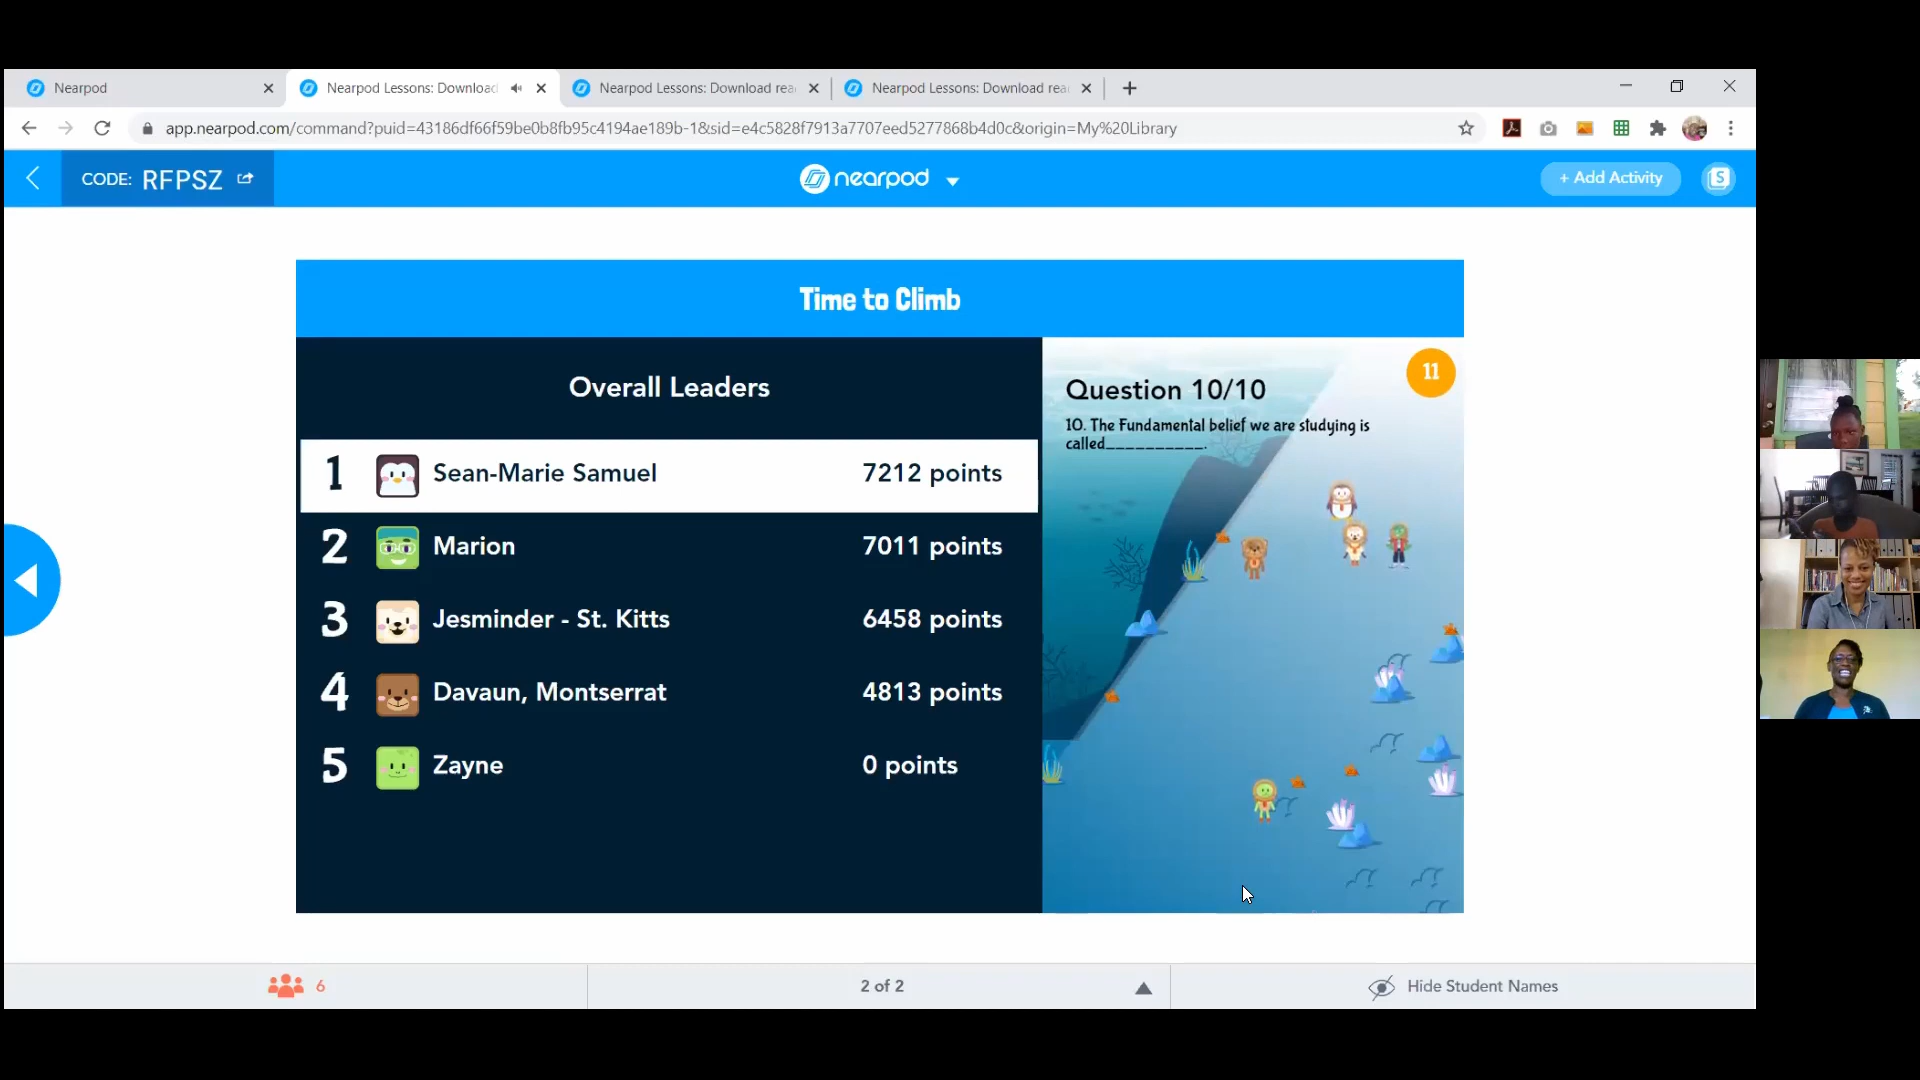 Nearpod
Nearpod Lessons: Download
Nearpod Lessons: Download rea
Nearpod Lessons: Download rea
app.nearpod.com/command?puid=43186df66f59be0b8fb95c4194ae189b-1&sid=e4c5828f7913a7707eed5277868b4d0c&origin=My%20Library
CODE: RFPSZ
nearpod
+ Add Activity
S
Time to Climb
Overall Leaders
1 Sean-Marie Samuel 7212 points
2 Marion 7011 points
3 Jesminder - St. Kitts 6458 points
4 Davaun, Montserrat 4813 points
5 Zayne 0 points
11
Question 10/10
10. The Fundamental belief we are studying is
called__________.
6
2 of 2
Hide Student Names